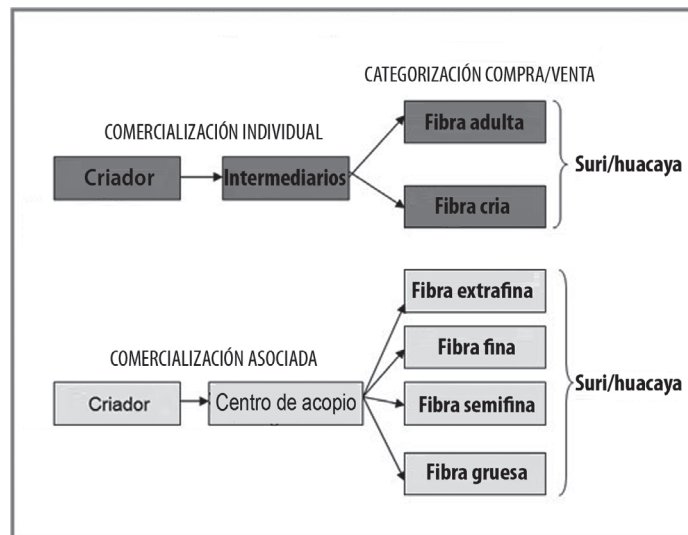 CATEGORIZACIÓN COMPRA/VENTA
COMERCIALIZACIÓN INDIVIDUAL
Criador
Intermediarios
Fibra adulta
Fibra cria
Suri/huacaya
COMERCIALIZACIÓN ASOCIADA
Criador
Centro de acopio
Fibra extrafina
Fibra fina
Fibra semifina
Fibra gruesa
Suri/huacaya